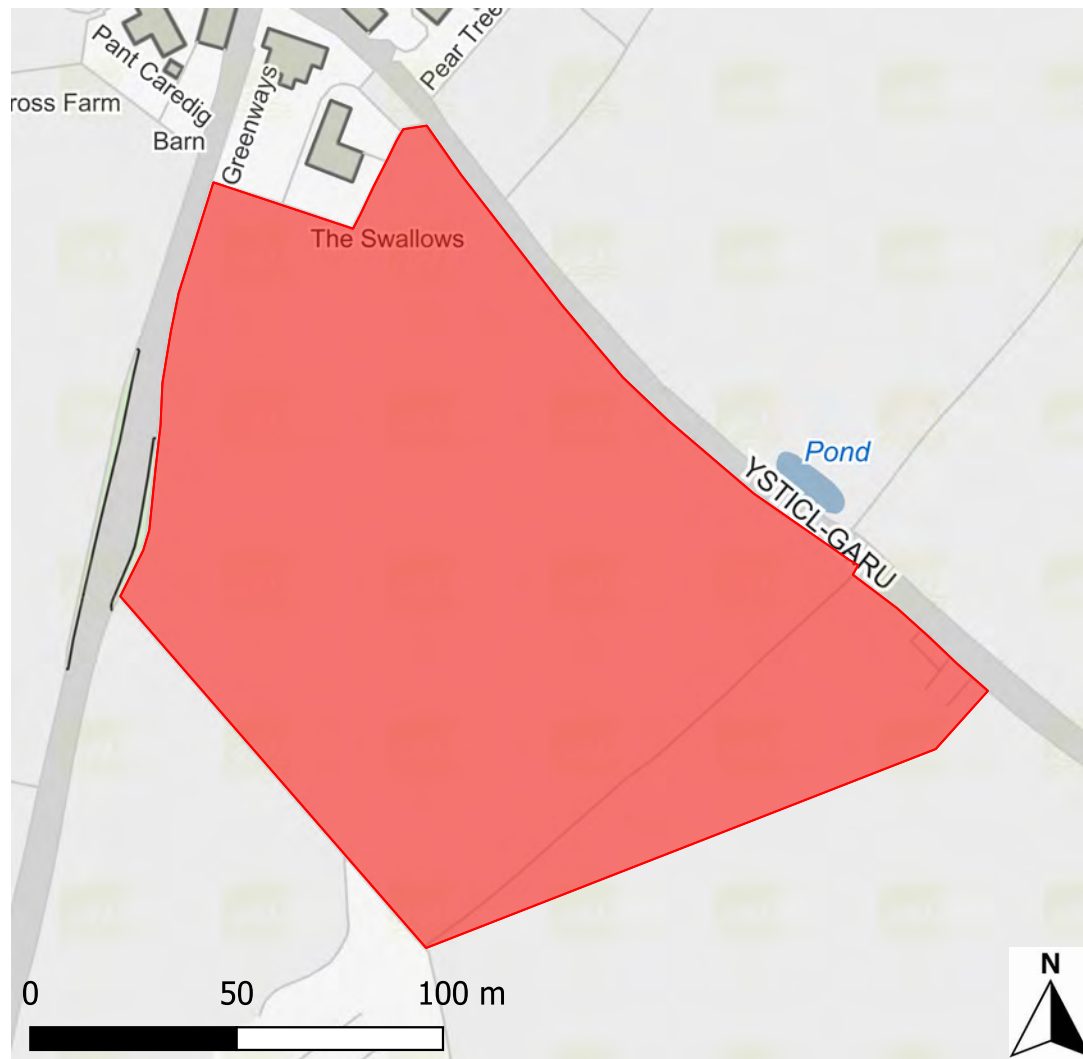 Pant Caredig
Pear Tree
ross Farm
Barn
Greenways
The Swallows
Pond
YSTICL-GARU
N
0 50 100 m